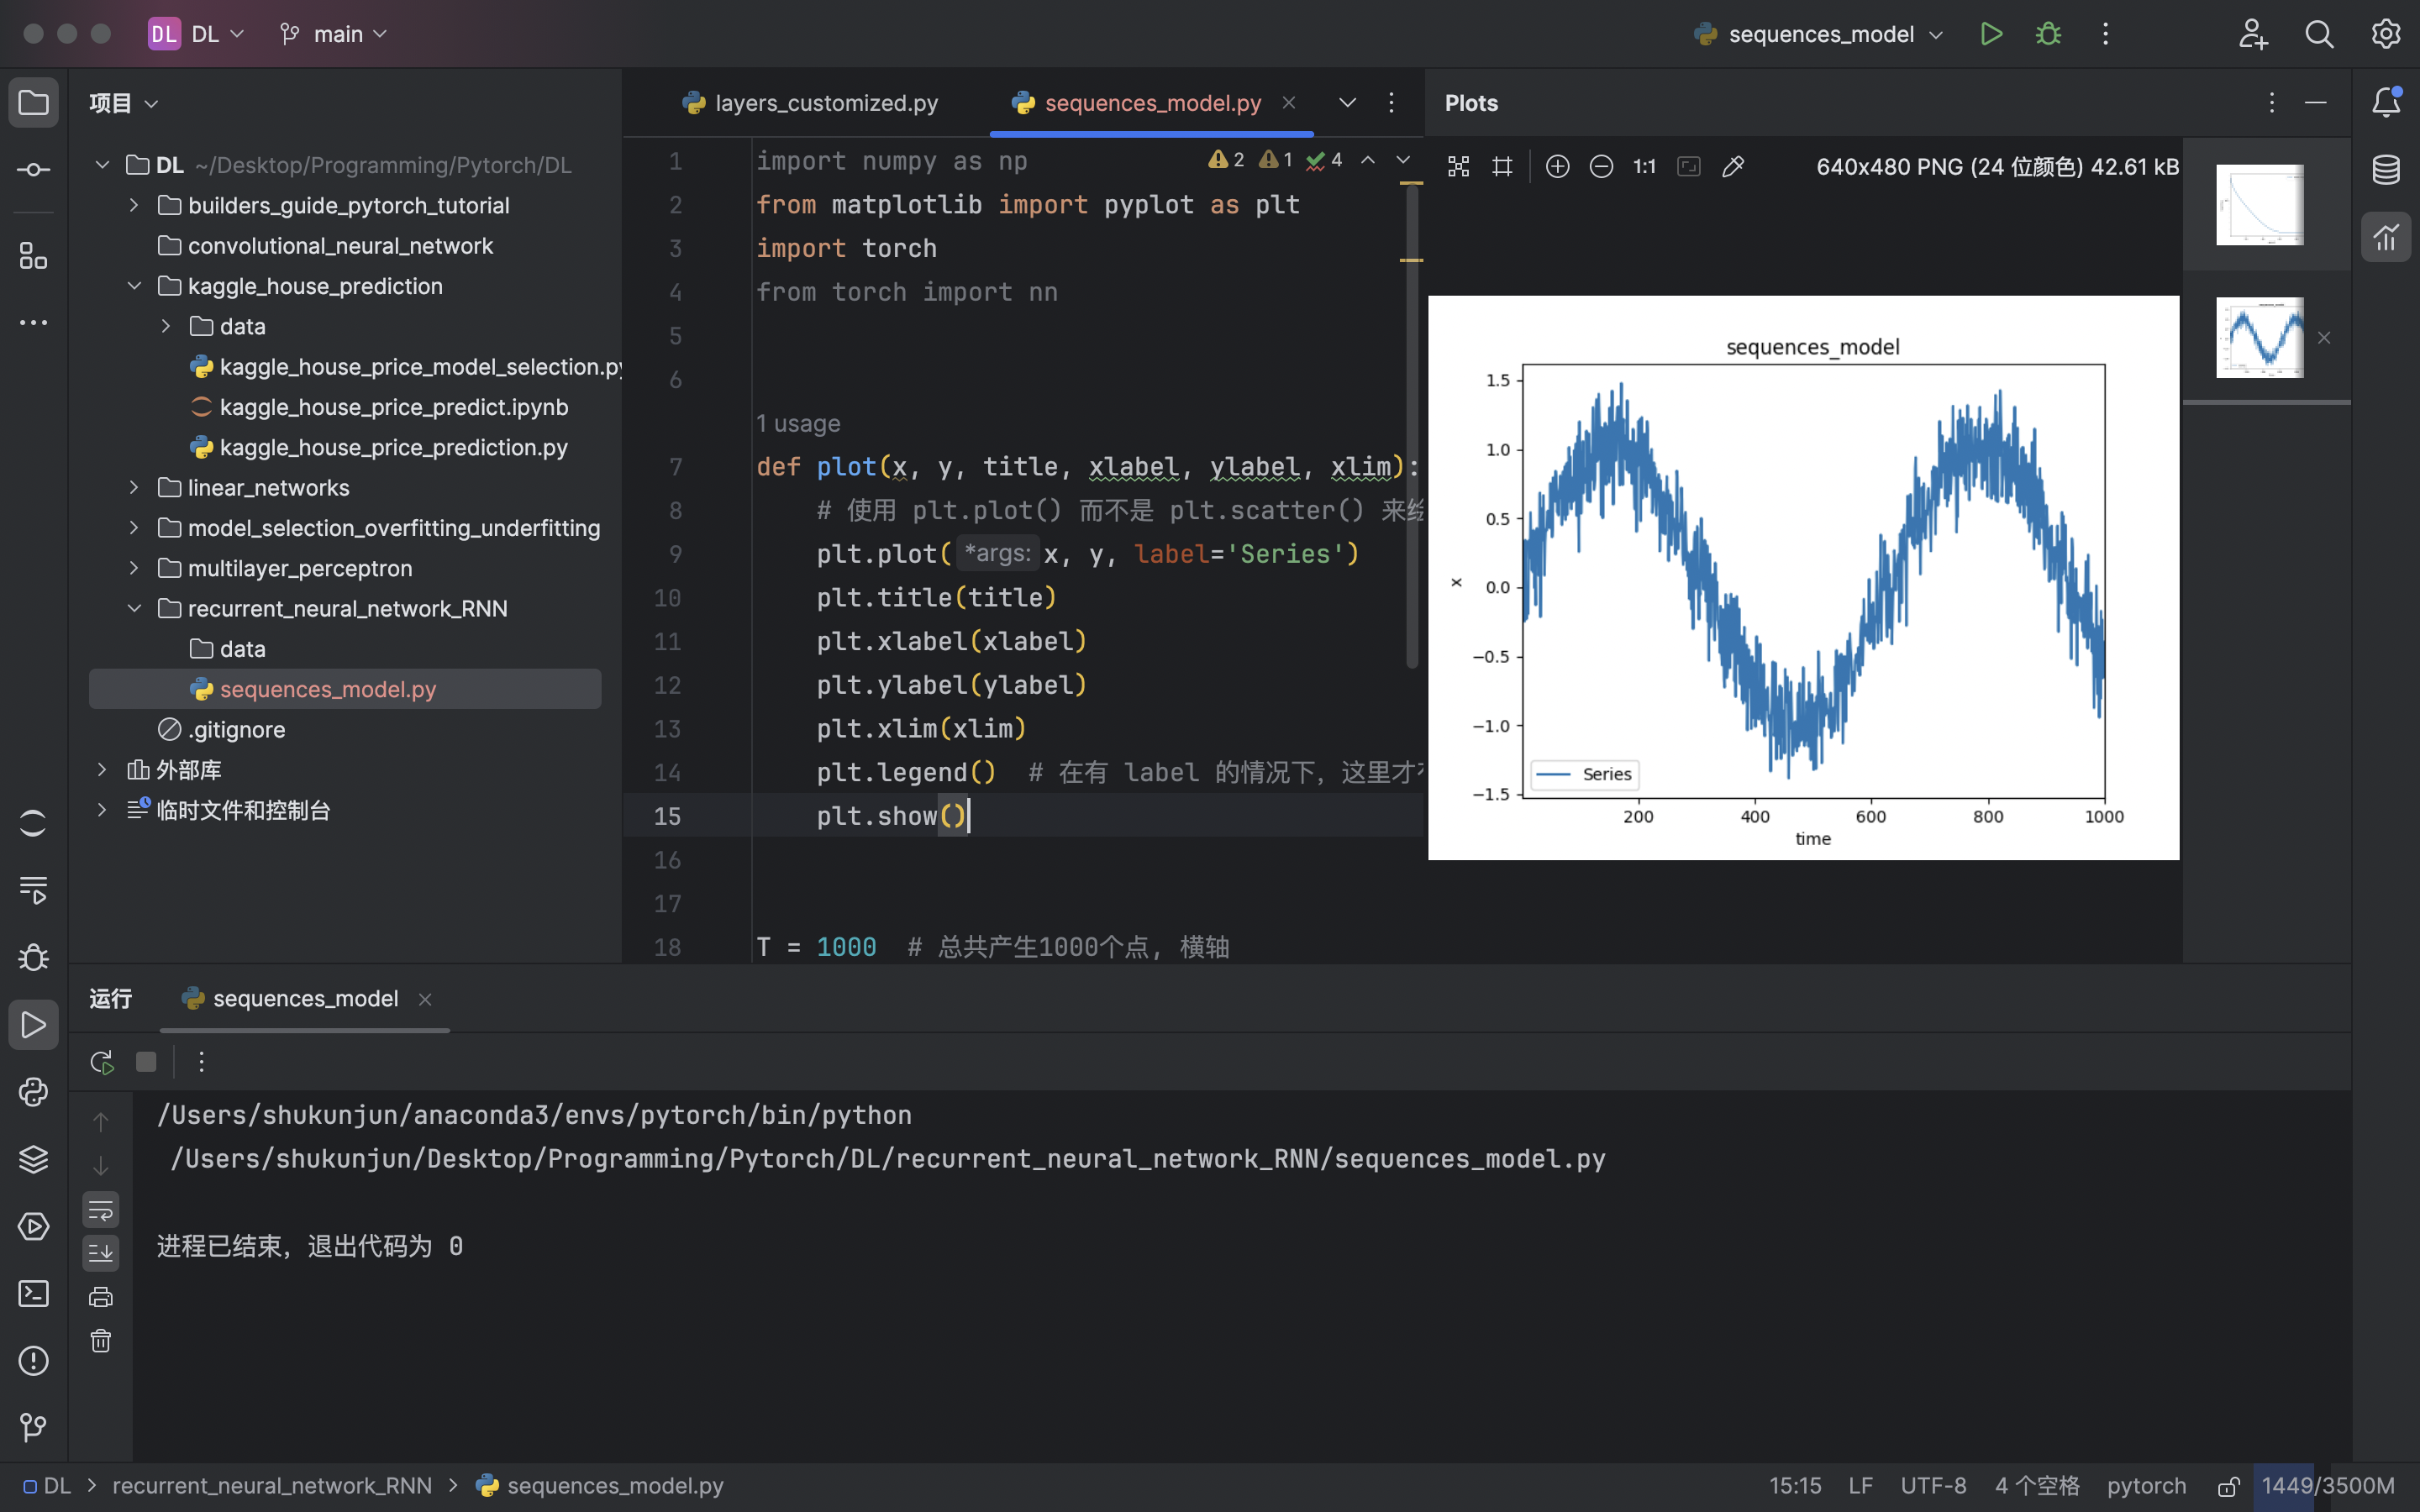 DL DL main sequences_model
项目
DL ~/Desktop/Programming/Pytorch/DL
builders_guide_pytorch_tutorial
convolutional_neural_network
kaggle_house_prediction
data
kaggle_house_price_model_selection.py
kaggle_house_price_predict.ipynb
kaggle_house_price_prediction.py
linear_networks
model_selection_overfitting_underfitting
multilayer_perceptron
recurrent_neural_network_RNN
data
sequences_model.py
.gitignore
外部库
临时文件和控制台
layers_customized.py sequences_model.py
2 1 4
1 import numpy as np
2 from matplotlib import pyplot as plt
3 import torch
4 from torch import nn
5
6
1 usage
7 def plot(x, y, title, xlabel, ylabel, xlim):
8 # 使用 plt.plot() 而不是 plt.scatter() 来
9 plt.plot( *args: x, y, label='Series')
10 plt.title(title)
11 plt.xlabel(xlabel)
12 plt.ylabel(ylabel)
13 plt.xlim(xlim)
14 plt.legend() # 在有 label 的情况下，这里才
15 plt.show()
16
17
18 T = 1000 # 总共产生1000个点, 横轴
Plots
1:1 640x480 PNG (24 位颜色) 42.61 kB
sequences_model
1.5
1.0
0.5
0.0
−0.5
−1.0
−1.5
x
Series
200 400 600 800 1000
time
运行 sequences_model
/Users/shukunjun/anaconda3/envs/pytorch/bin/python
/Users/shukunjun/Desktop/Programming/Pytorch/DL/recurrent_neural_network_RNN/sequences_model.py
进程已结束，退出代码为 0
DL recurrent_neural_network_RNN sequences_model.py
15:15 LF UTF-8 4 个空格 pytorch 1449/3500M